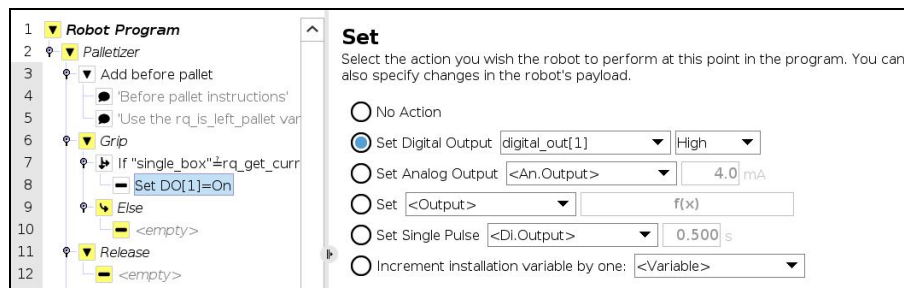 1 Robot Program
2 Palletizer
3 Add before pallet
4 'Before pallet instructions'
5 'Use the rq_is_left_pallet var
6 Grip
7 If "single_box"≟rq_get_curr
8 Set DO[1]=On
9 Else
10 <empty>
11 Release
12 <empty>
Set
Select the action you wish the robot to perform at this point in the program. You can
also specify changes in the robot's payload.
No Action
Set Digital Output digital_out[1] High
Set Analog Output <An.Output> 4.0 mA
Set <Output> f(x)
Set Single Pulse <Di.Output> 0.500 s
Increment installation variable by one: <Variable>